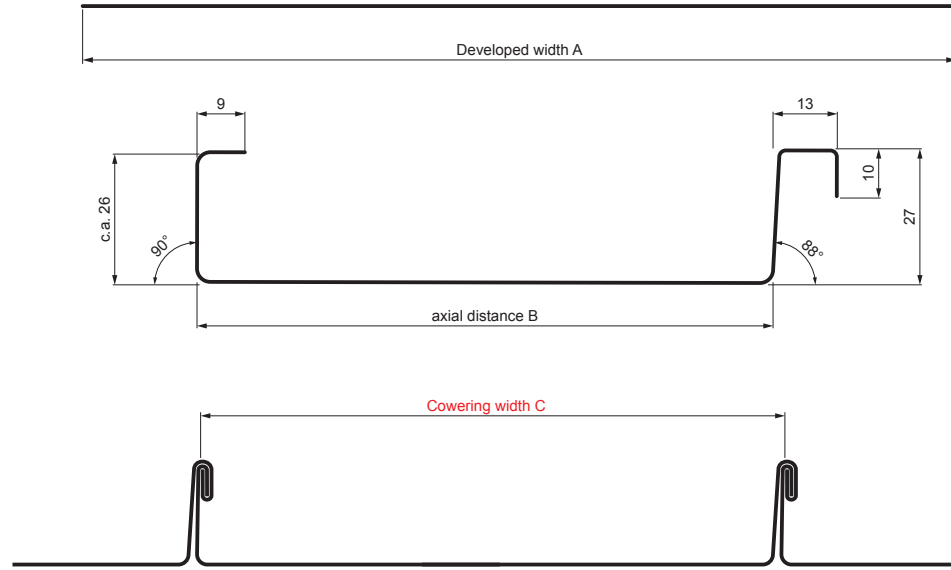 Developed width A
9
13
c.a. 26
10
27
90°
88°
axial distance B
Cowering width C